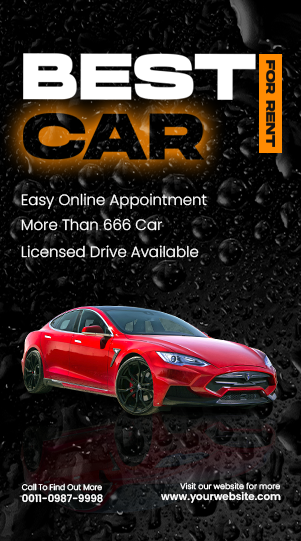 BEST
FOR RENT
CAR
Easy Online Appointment
More Than 666 Car
Licensed Drive Available
Call To Find Out More
0011-0987-9998
Visit our website for more
www.yourwebsite.com